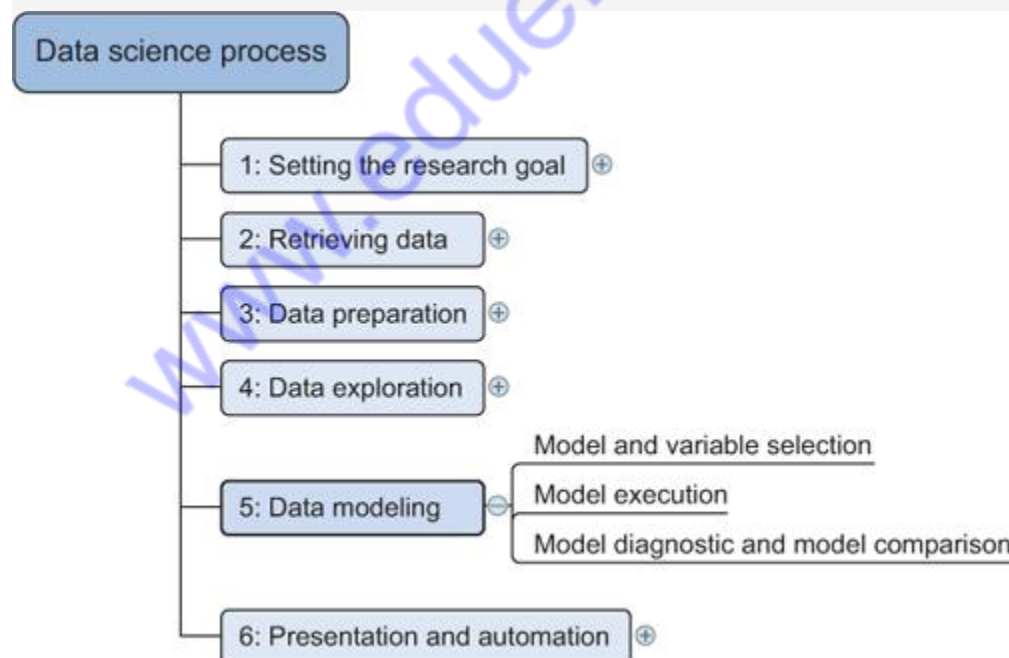 Data science process
1: Setting the research goal
2: Retrieving data
3: Data preparation
4: Data exploration
Model and variable selection
5: Data modeling
Model execution
Model diagnostic and model comparison
6: Presentation and automation